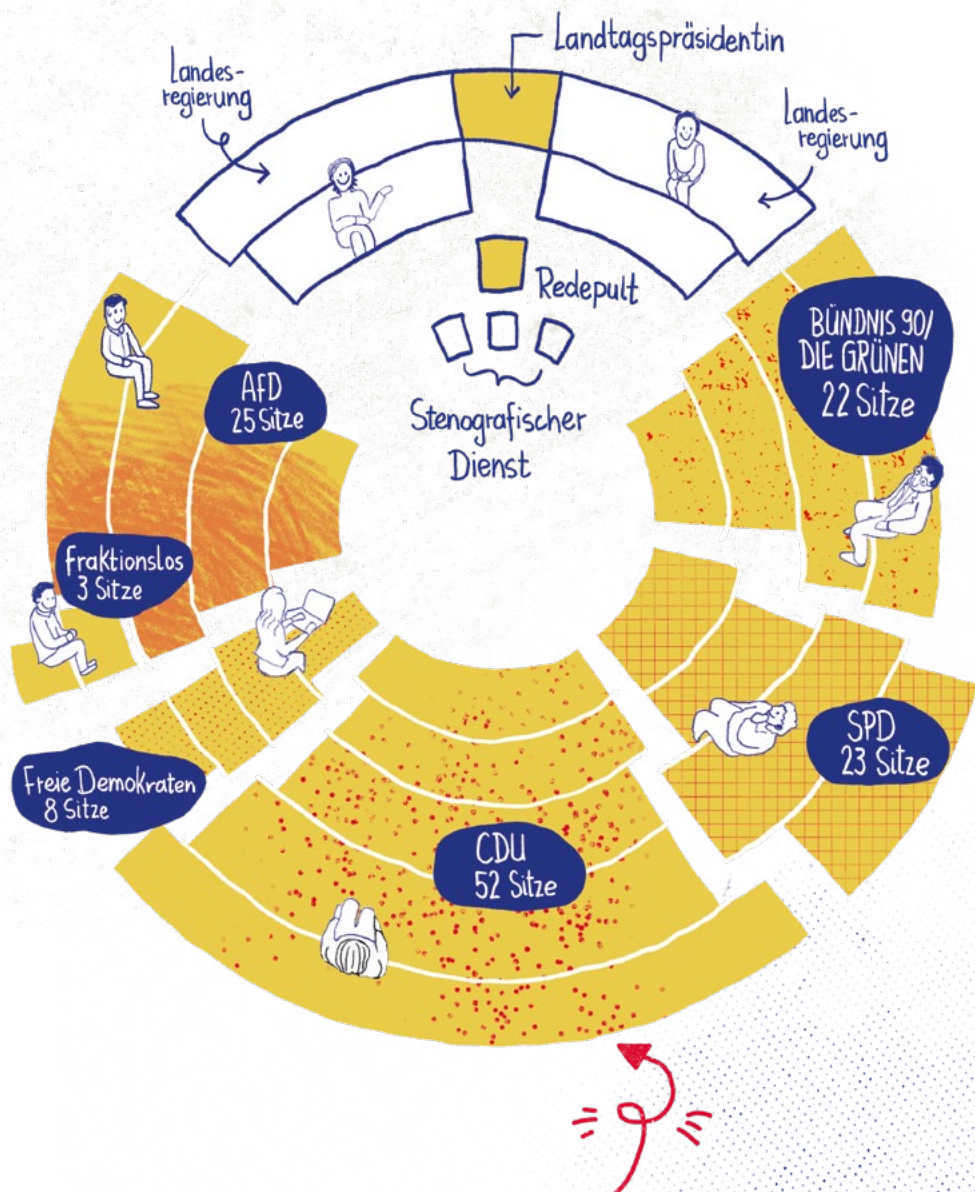 Landtagspräsidentin
Landes-
regierung
Landes-
regierung
Redepult
Stenografischer
Dienst
BÜNDNIS 90/
DIE GRÜNEN
22 Sitze
AfD
25 Sitze
fraktionslos
3 Sitze
SPD
23 Sitze
Freie Demokraten
8 Sitze
CDU
52 Sitze